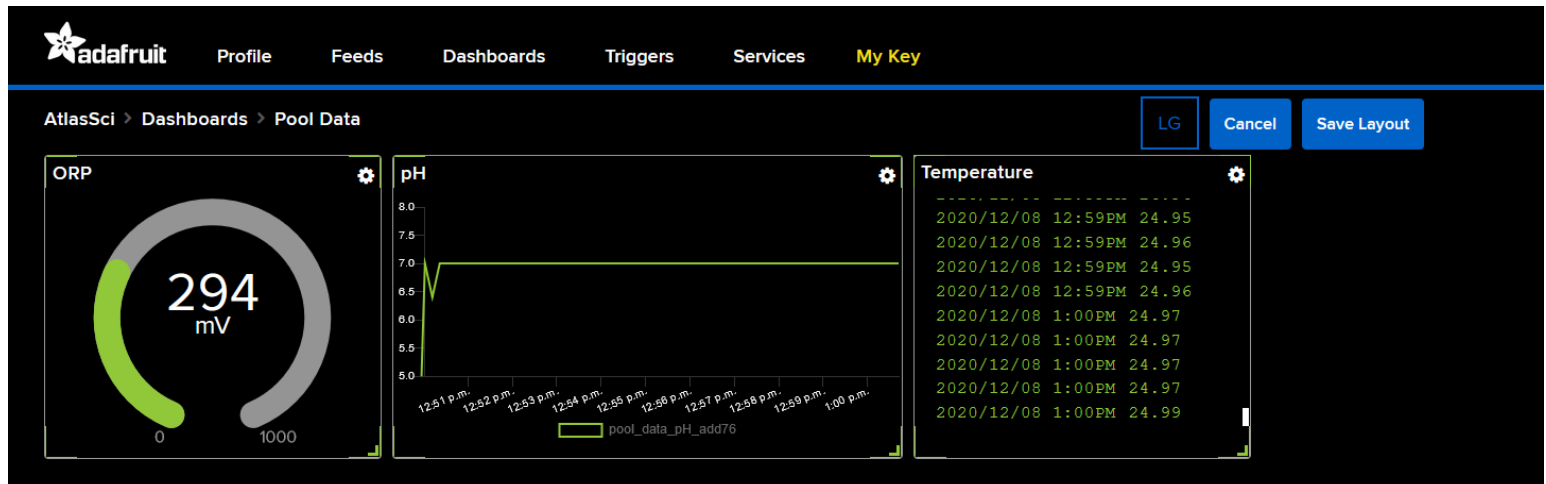 adafruit Profile Feeds Dashboards Triggers Services My Key
AtlasSci > Dashboards > Pool Data
LG Cancel Save Layout
ORP
294
mV
0 1000
pH
8.0
7.5
7.0
6.5
6.0
5.5
5.0
12:51 p.m. 12:52 p.m. 12:53 p.m. 12:54 p.m. 12:55 p.m. 12:56 p.m. 12:57 p.m. 12:58 p.m. 12:59 p.m. 1:00 p.m.
pool_data_pH_add76
Temperature
2020/12/08 12:59PM 24.95
2020/12/08 12:59PM 24.96
2020/12/08 12:59PM 24.95
2020/12/08 12:59PM 24.96
2020/12/08 1:00PM 24.97
2020/12/08 1:00PM 24.97
2020/12/08 1:00PM 24.97
2020/12/08 1:00PM 24.97
2020/12/08 1:00PM 24.99